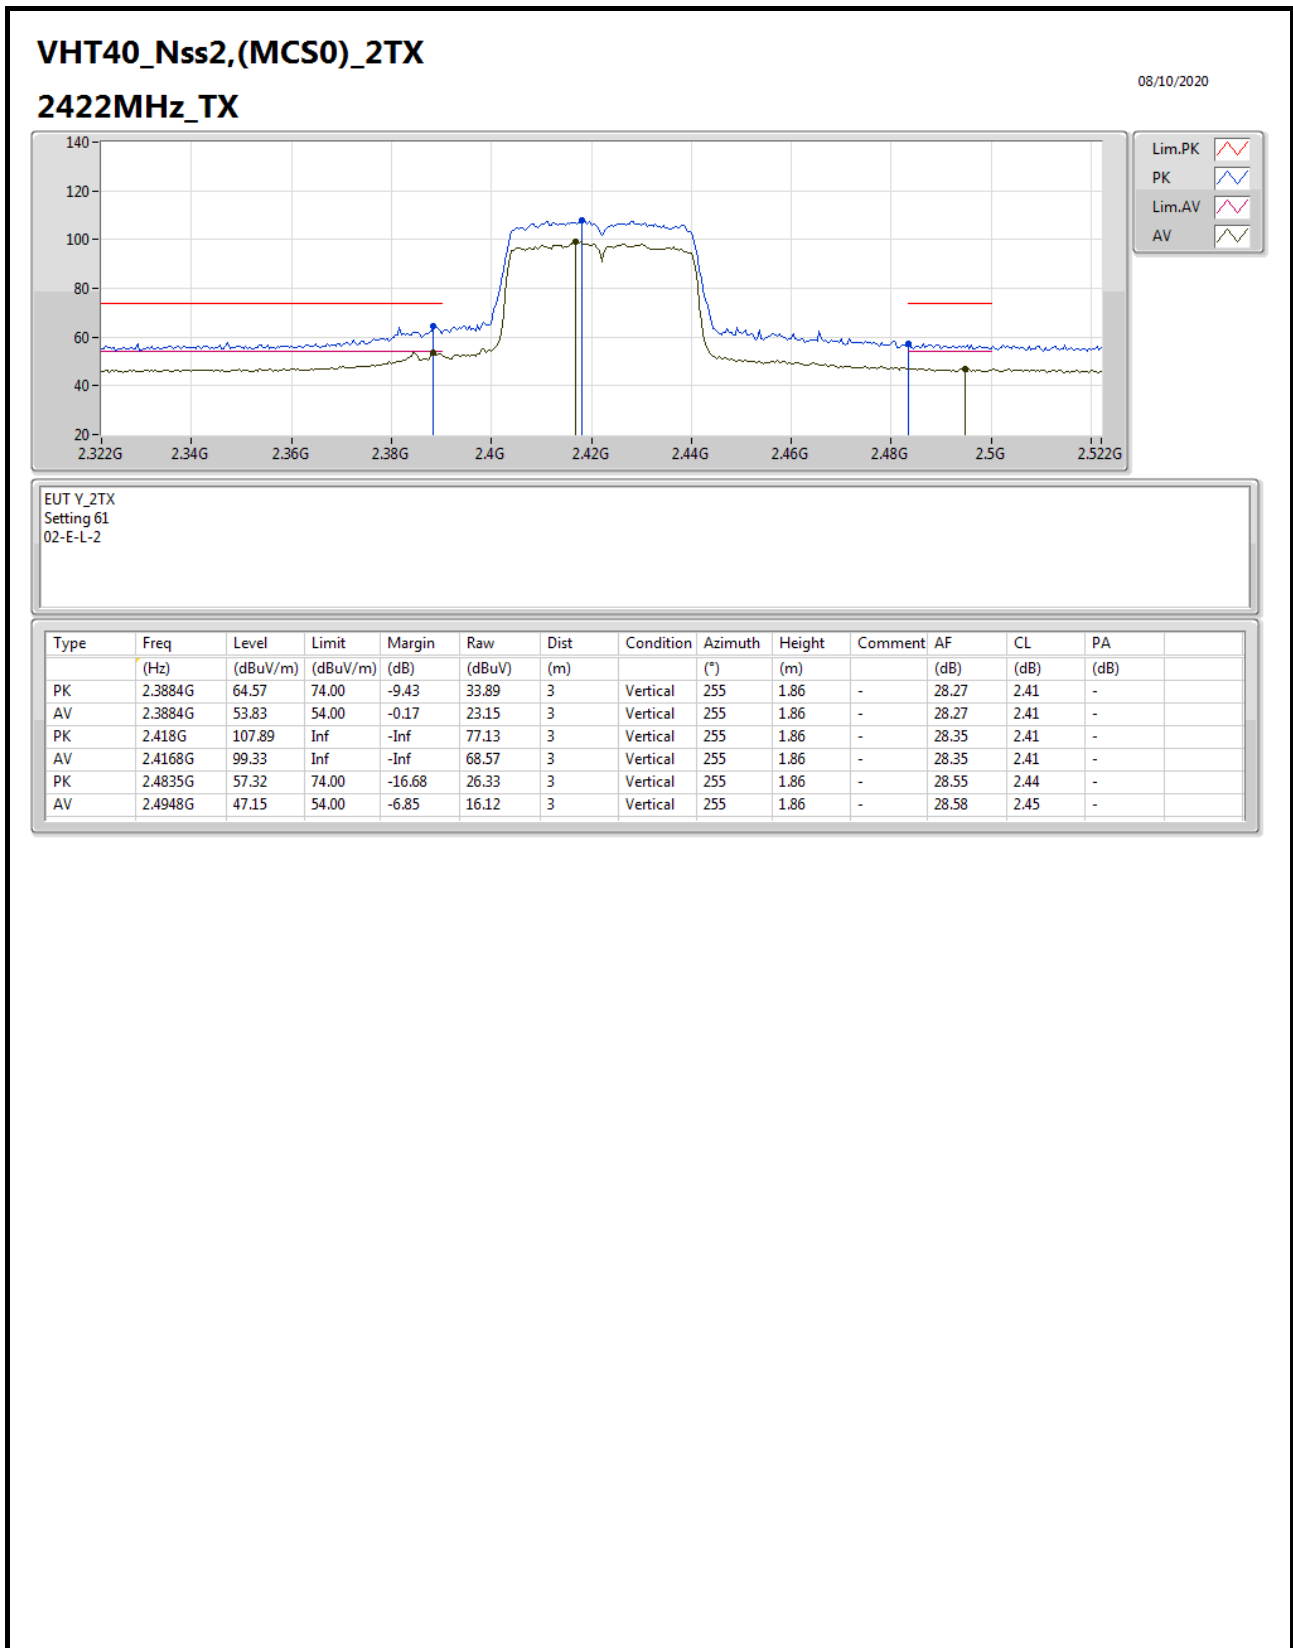 VHT40_Nss2,(MCS0)_2TX
08/10/2020
2422MHz_TX
140
120
100
80
60
40
20
2.322G 2.34G 2.36G 2.38G 2.4G 2.42G 2.44G 2.46G 2.48G 2.5G 2.522G
Lim.PK
PK
Lim.AV
AV
EUT Y_2TX
Setting 61
02-E-L-2
Type Freq Level Limit Margin Raw Dist Condition Azimuth Height Comment AF CL PA
(Hz) (dBuV/m) (dBuV/m) (dB) (dBuV) (m) (°) (m) (dB) (dB) (dB)
PK 2.3884G 64.57 74.00 -9.43 33.89 3 Vertical 255 1.86 - 28.27 2.41 -
AV 2.3884G 53.83 54.00 -0.17 23.15 3 Vertical 255 1.86 - 28.27 2.41 -
PK 2.418G 107.89 Inf -Inf 77.13 3 Vertical 255 1.86 - 28.35 2.41 -
AV 2.4168G 99.33 Inf -Inf 68.57 3 Vertical 255 1.86 - 28.35 2.41 -
PK 2.4835G 57.32 74.00 -16.68 26.33 3 Vertical 255 1.86 - 28.55 2.44 -
AV 2.4948G 47.15 54.00 -6.85 16.12 3 Vertical 255 1.86 - 28.58 2.45 -